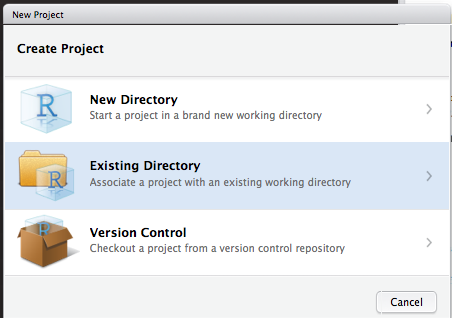 New Project
Create Project
New Directory
Start a project in a brand new working directory
R
Existing Directory
Associate a project with an existing working directory
R
Version Control
Checkout a project from a version control repository
R
Cancel